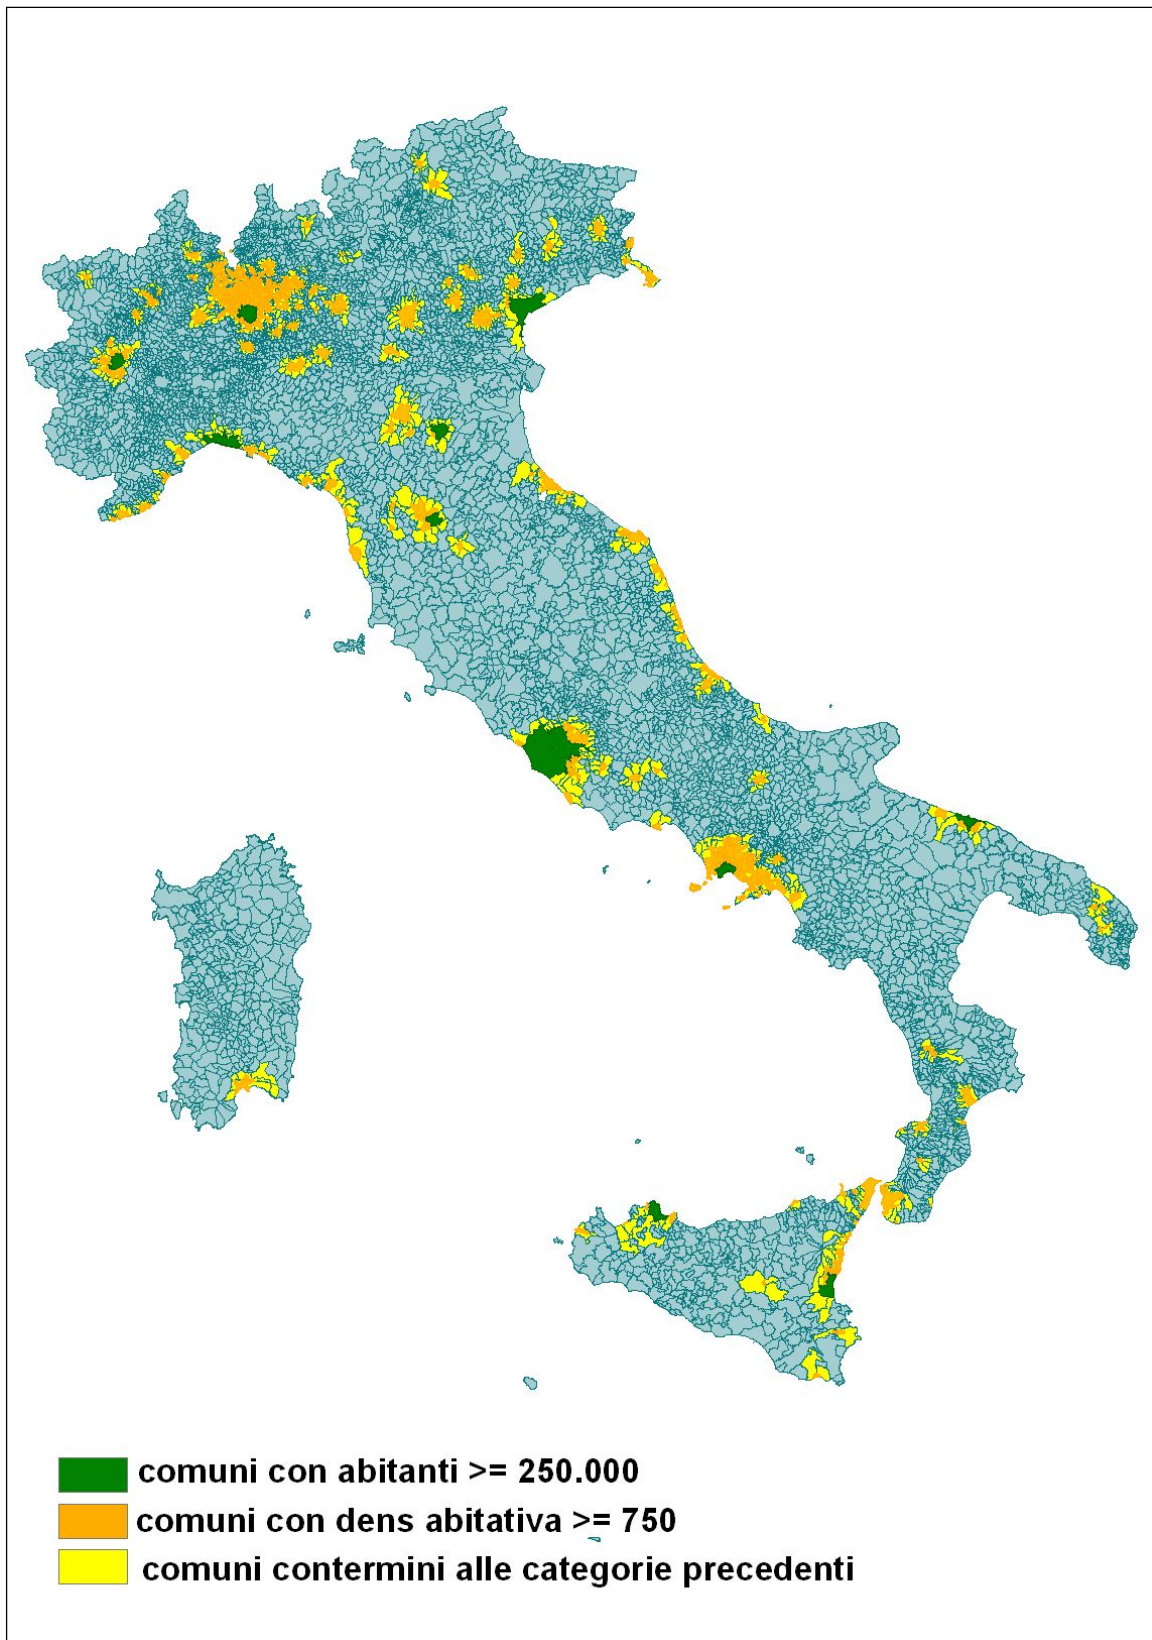 comuni con abitanti >= 250.000
comuni con dens abitativa >= 750
comuni contermini alle categorie precedenti